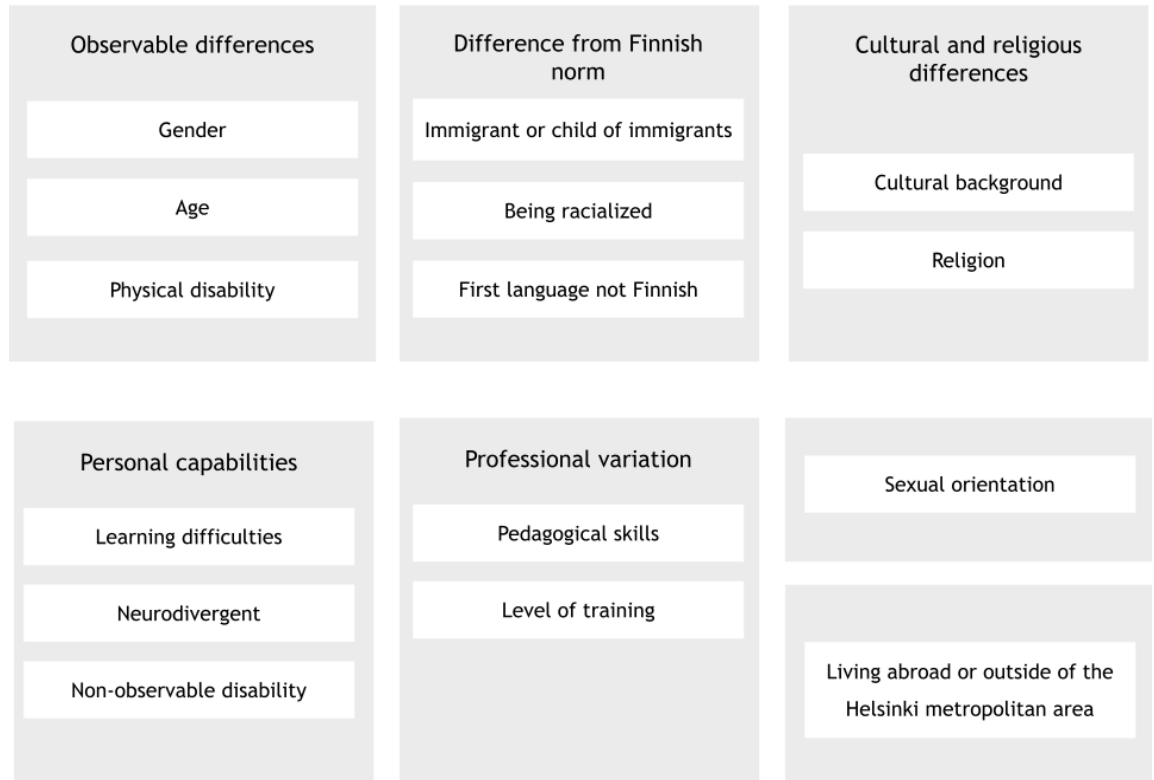 Observable differences
Gender
Age
Physical disability
Difference from Finnish
norm
Immigrant or child of immigrants
Being racialized
First language not Finnish
Cultural and religious
differences
Cultural background
Religion
Personal capabilities
Learning difficulties
Neurodivergent
Non-observable disability
Professional variation
Pedagogical skills
Level of training
Sexual orientation
Living abroad or outside of the
Helsinki metropolitan area